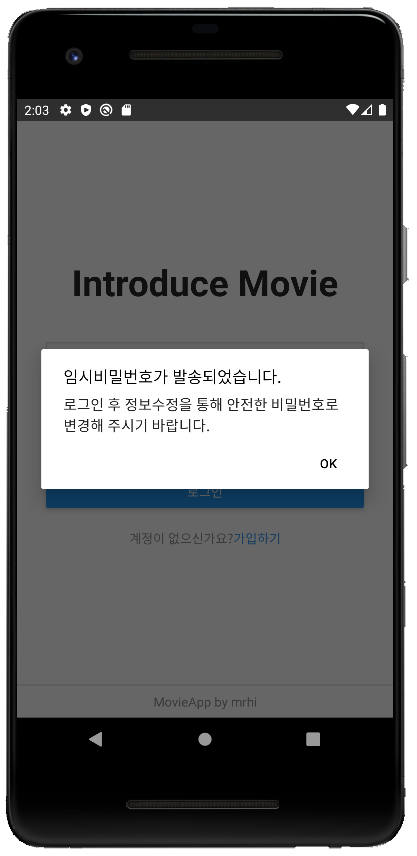 2:03
Introduce Movie
임시비밀번호가 발송되었습니다.
로그인 후 정보수정을 통해 안전한 비밀번호로
변경해 주시기 바랍니다.
OK
로그인
계정이 없으신가요?가입하기
MovieApp by mrhi